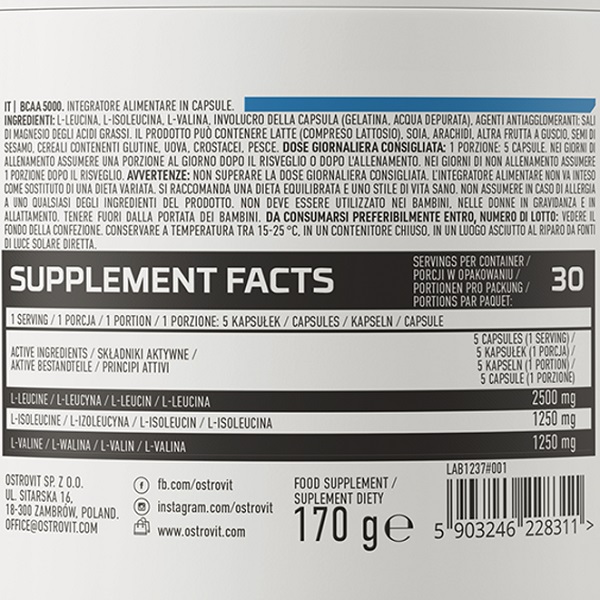 IT | BCAA 5000. INTEGRATORE ALIMENTARE IN CAPSULE.
INGREDIENTI: L-LEUCINA, L-ISOLEUCINA, L-VALINA, INVOLUCRO DELLA CAPSULA (GELATINA, ACQUA DEPURATA), AGENTI ANTIAGGLOMERANTI: SALI
DI MAGNESIO DEGLI ACIDI GRASSI. IL PRODOTTO PUÒ CONTENERE LATTE (COMPRESO LATTOSIO), SOIA, ARACHIDI, ALTRA FRUTTA A GUSCIO, SEMI DI
SESAMO, CEREALI CONTENENTI GLUTINE, UOVA, CROSTACEI, PESCE. DOSE GIORNALIERA CONSIGLIATA: 1 PORZIONE: 5 CAPSULE. NEI GIORNI DI
ALLENAMENTO ASSUMERE UNA PORZIONE AL GIORNO DOPO IL RISVEGLIO O DOPO L'ALLENAMENTO. NEI GIORNI DI NON ALLENAMENTO ASSUMERE
1 PORZIONE DOPO IL RISVEGLIO. AVVERTENZE: NON SUPERARE LA DOSE GIORNALIERA CONSIGLIATA. L'INTEGRATORE ALIMENTARE NON VA INTESO
COME SOSTITUTO DI UNA DIETA VARIATA. SI RACCOMANDA UNA DIETA EQUILIBRATA E UNO STILE DI VITA SANO. NON ASSUMERE IN CASO DI ALLERGIA
A UNO QUALSIASI DEGLI INGREDIENTI DEL PRODOTTO. NON DEVE ESSERE UTILIZZATO NEI BAMBINI, NELLE DONNE IN GRAVIDANZA E IN
ALLATTAMENTO. TENERE FUORI DALLA PORTATA DEI BAMBINI. DA CONSUMARSI PREFERIBILMENTE ENTRO, NUMERO DI LOTTO: VEDERE IL
FONDO DELLA CONFEZIONE. CONSERVARE A TEMPERATURA TRA 15-25 °C, IN UN CONTENITORE CHIUSO, IN UN LUOGO ASCIUTTO AL RIPARO DA FONTI
DI LUCE SOLARE DIRETTA.
SUPPLEMENT FACTS
SERVINGS PER CONTAINER /
PORCJI W OPAKOWANIU /
PORTIONEN PRO PACKUNG /
PORTIONS PAR PAQUET:
30
1 SERVING / 1 PORCJA / 1 PORTION / 1 PORZIONE: 5 KAPSUŁEK / CAPSULES / KAPSELN / CAPSULE
ACTIVE INGREDIENTS / SKŁADNIKI AKTYWNE /
AKTIVE BESTANDTEILE / PRINCIPI ATTIVI
5 CAPSULES (1 SERVING) /
5 KAPSUŁEK (1 PORCJA) /
5 KAPSELN (1 PORTION) /
5 CAPSULE (1 PORZIONE)
L-LEUCINE / L-LEUCYNA / L-LEUCIN / L-LEUCINA 2500 mg
L-ISOLEUCINE / L-IZOLEUCYNA / L-ISOLEUCIN / L-ISOLEUCINA 1250 mg
L-VALINE / L-WALINA / L-VALIN / L-VALINA 1250 mg
OSTROVIT SP. Z O.O.
UL. SITARSKA 16,
18-300 ZAMBRÓW, POLAND.
OFFICE@OSTROVIT.COM
fb.com/ostrovit
instagram.com/ostrovit
www.ostrovit.com
FOOD SUPPLEMENT /
SUPLEMENT DIETY
170 g e
LAB1237#001
5 903246 228311 >